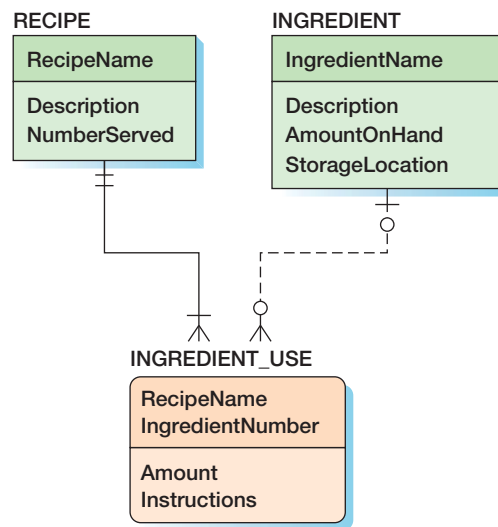 RECIPE
RecipeName
Description
NumberServed
INGREDIENT
IngredientName
Description
AmountOnHand
StorageLocation
INGREDIENT_USE
RecipeName
IngredientNumber
Amount
Instructions